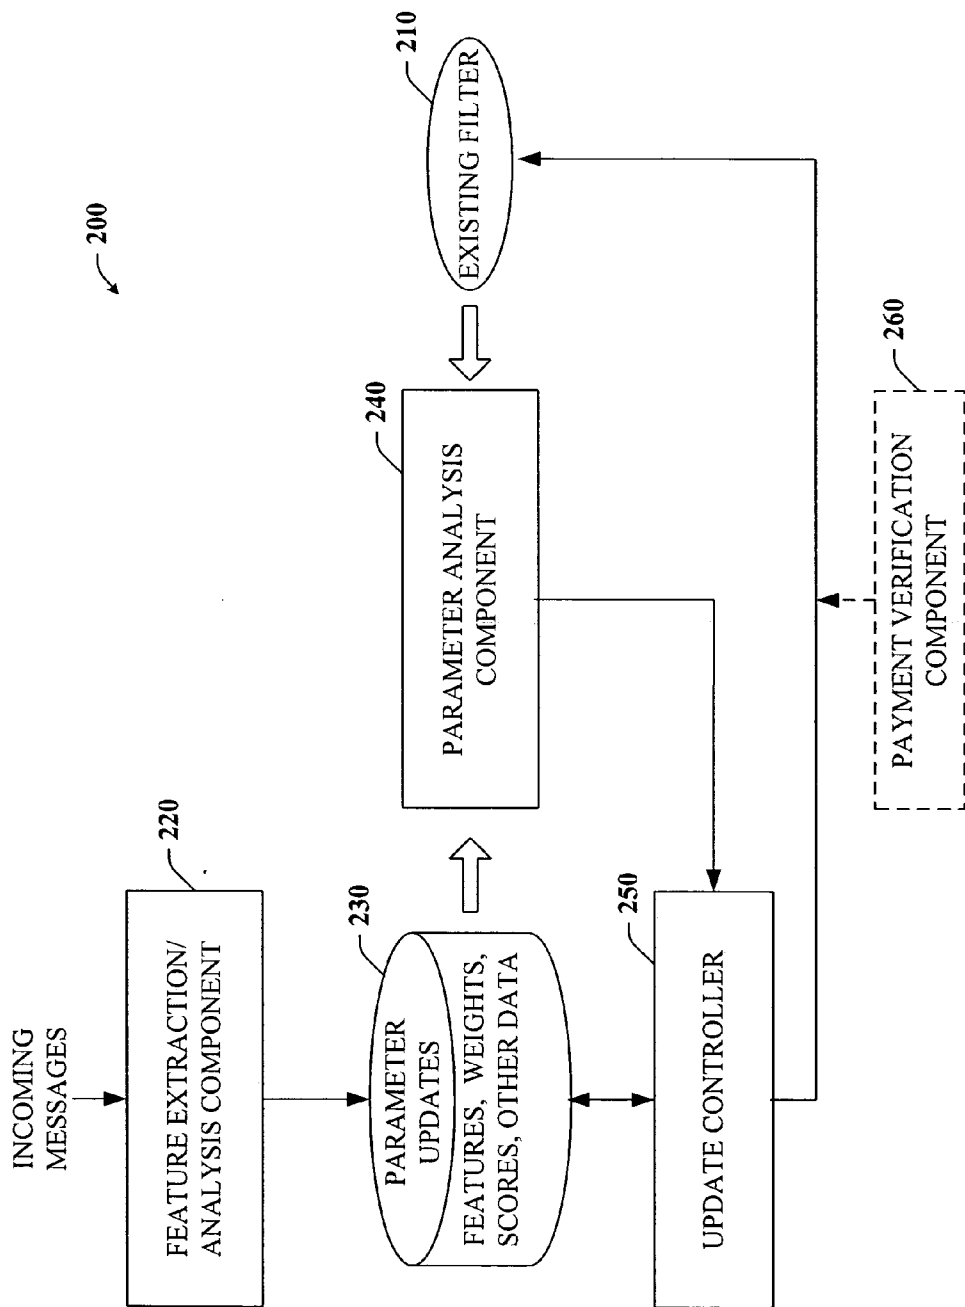 200
INCOMING
MESSAGES
220
FEATURE EXTRACTION/
ANALYSIS COMPONENT
230
PARAMETER
UPDATES
FEATURES, WEIGHTS,
SCORES, OTHER DATA
240
PARAMETER ANALYSIS
COMPONENT
210
EXISTING FILTER
250
UPDATE CONTROLLER
260
PAYMENT VERIFICATION
COMPONENT